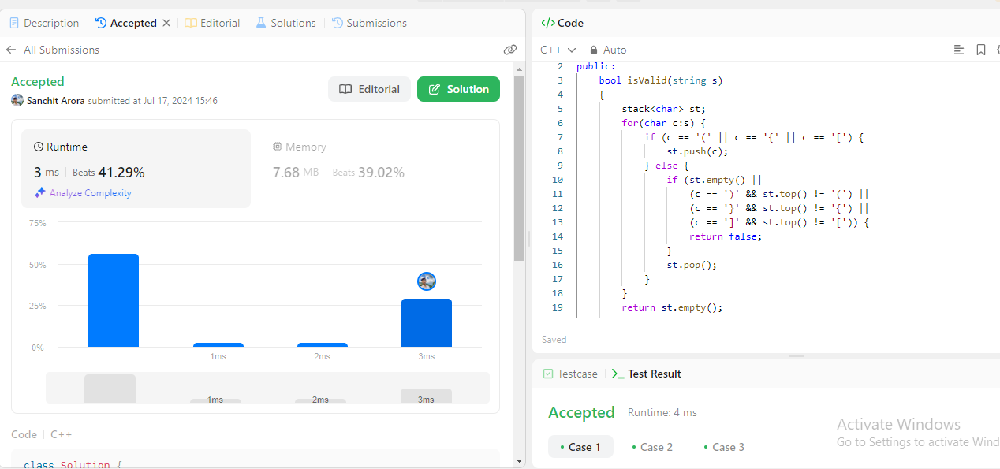 Description Accepted Editorial Solutions Submissions
All Submissions
Accepted
Sanchit Arora submitted at Jul 17, 2024 15:46
Editorial
Solution
Runtime
3 ms Beats 41.29%
Analyze Complexity
Memory
7.68 MB Beats 39.02%
75%
50%
25%
0%
1ms 2ms 3ms
1ms 2ms 3ms
Code C++
class Solution {
Code
C++ Auto
2 public:
3 bool isValid(string s)
4 {
5 stack<char> st;
6 for(char c:s) {
7 if (c == '(' || c == '{' || c == '[') {
8 st.push(c);
9 } else {
10 if (st.empty() ||
11 (c == ')' && st.top() != '(') ||
12 (c == '}' && st.top() != '{') ||
13 (c == ']' && st.top() != '[')) {
14 return false;
15 }
16 st.pop();
17 }
18 }
19 return st.empty();
Saved
Testcase Test Result
Accepted Runtime: 4 ms
Case 1 Case 2 Case 3
Activate Windows
Go to Settings to activate Wind